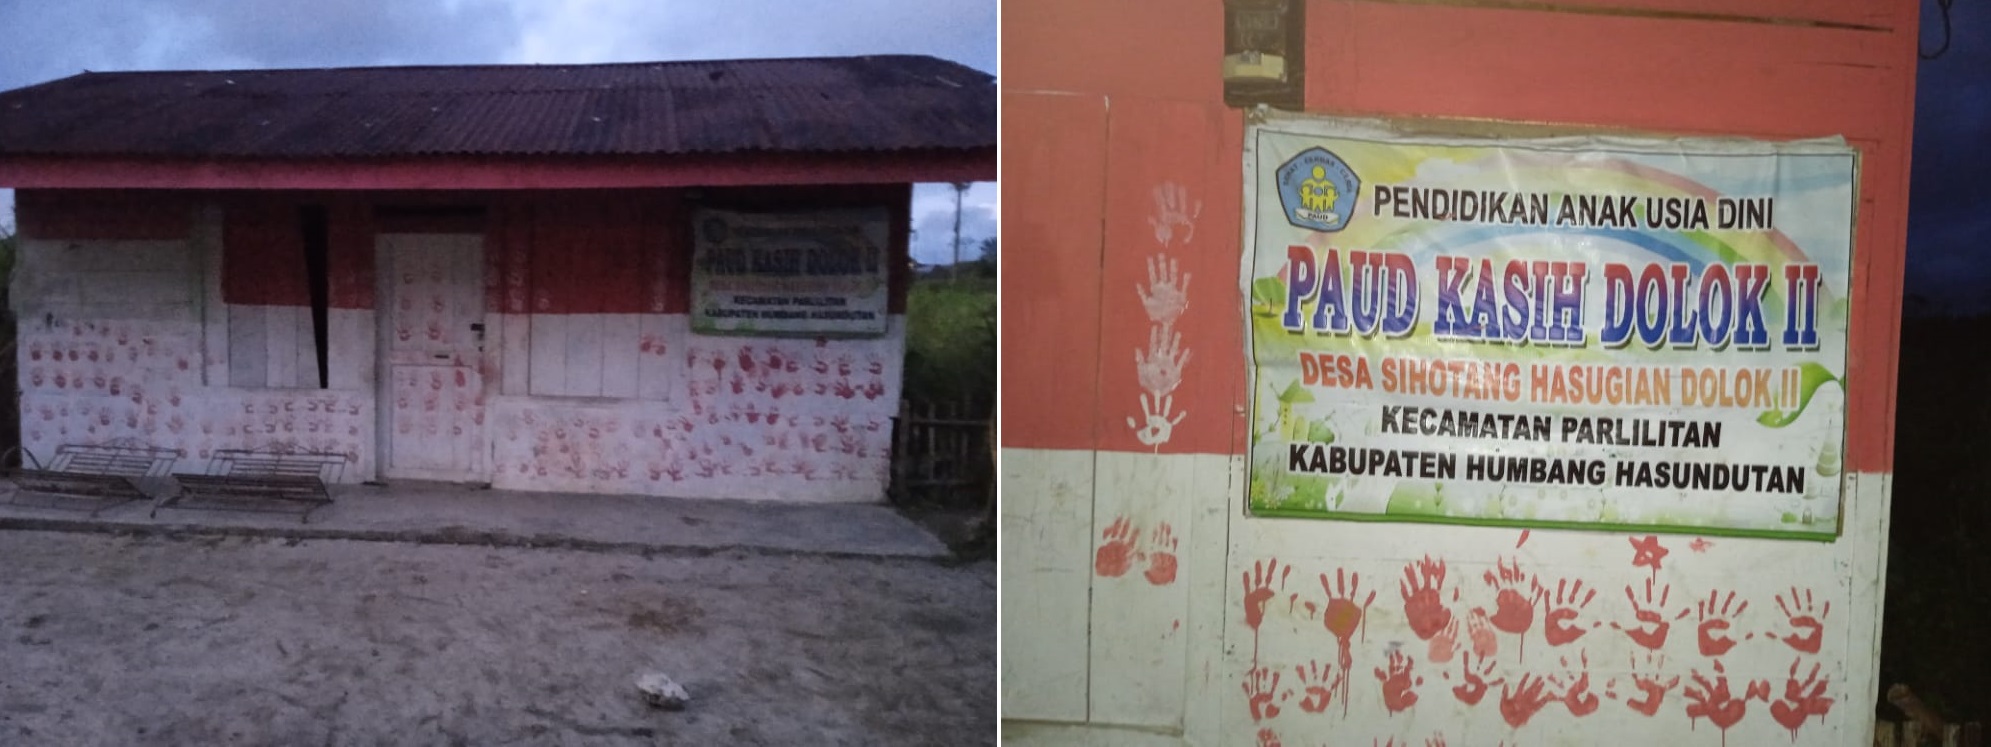 PAUD KASIH DOLOK II
KECAMATAN PARLILITAN
KABUPATEN HUMBANG HASUNDUTAN
PAUD
PENDIDIKAN ANAK USIA DINI
PAUD KASIH DOLOK II
DESA SIHOTANG HASUGIAN DOLOK II
KECAMATAN PARLILITAN
KABUPATEN HUMBANG HASUNDUTAN